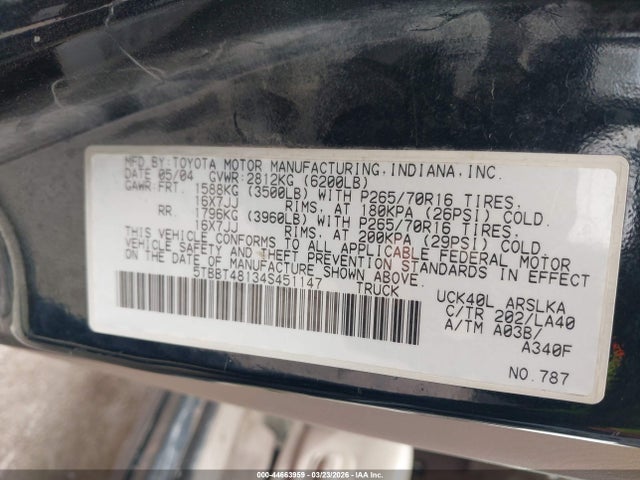 MFD.BY:TOYOTA MOTOR MANUFACTURING,INDIANA,INC.
DATE 05/04 GVWR:2812KG (6200LB)
GAWR:FRT. 1588KG (3500LB) WITH P265/70R16 TIRES,
16X7JJ RIMS, AT 180KPA (26PSI) COLD.
RR. 1796KG (3960LB) WITH P265/70R16 TIRES,
16X7JJ RIMS, AT 200KPA (29PSI) COLD.
THIS VEHICLE CONFORMS TO ALL APPLICABLE FEDERAL MOTOR
VEHICLE SAFETY AND THEFT PREVENTION STANDARDS IN EFFECT
ON THE DATE OF MANUFACTURE SHOWN ABOVE.
5TBBT48134S451147 TRUCK
UCK40L ARSLKA
C/TR 202/LA40
A/TM A03B/
A340F
NO.787
000-44663959 | 03/23/2026 | IAA Inc.